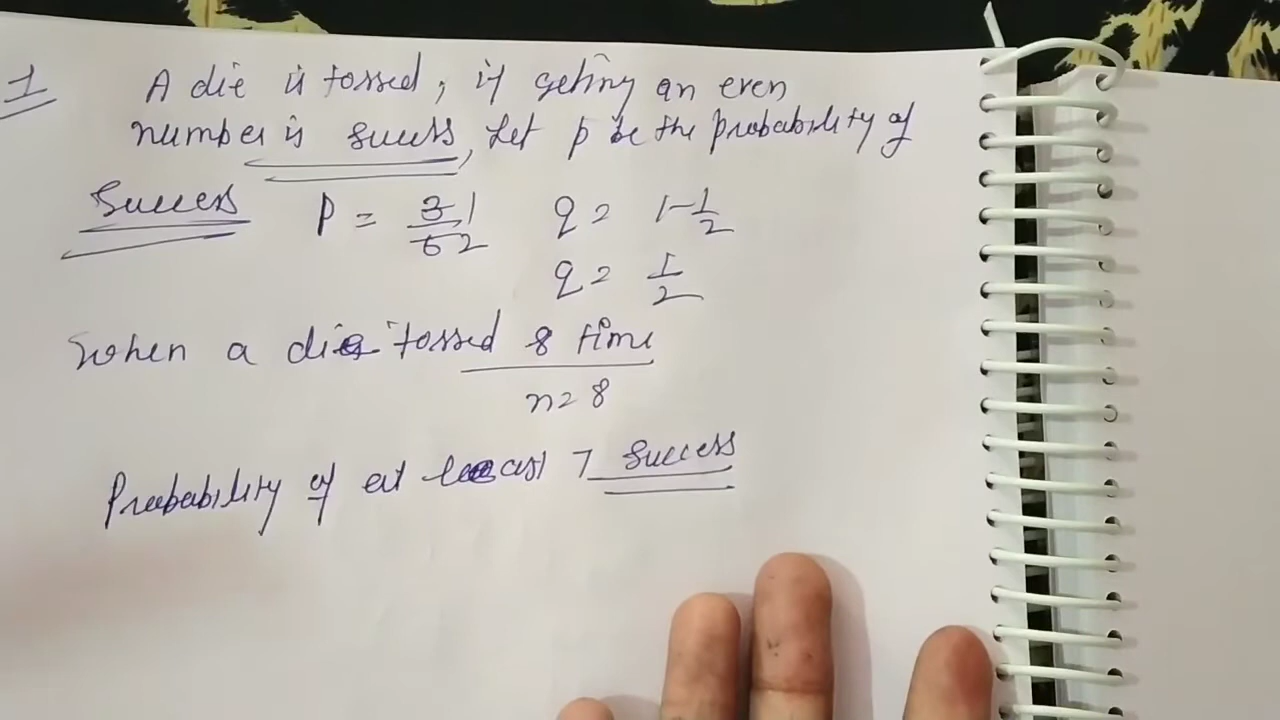 1 A die is tossed, if geting an even
number is success, Let p be the probability of
Success P = 3/6 1/2 q = 1-1/2
q = 1/2
When a die tossed 8 time
n = 8
Probability of at least 7 success